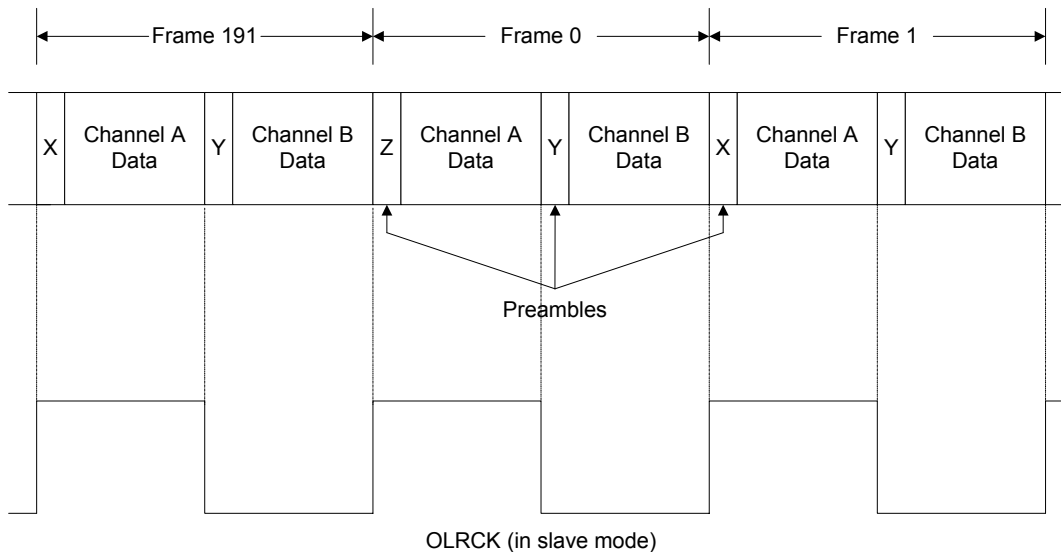 Frame 191 Frame 0 Frame 1
X Channel A Data Y Channel B Data Z Channel A Data Y Channel B Data X Channel A Data Y Channel B Data
Preambles
OLRCK (in slave mode)